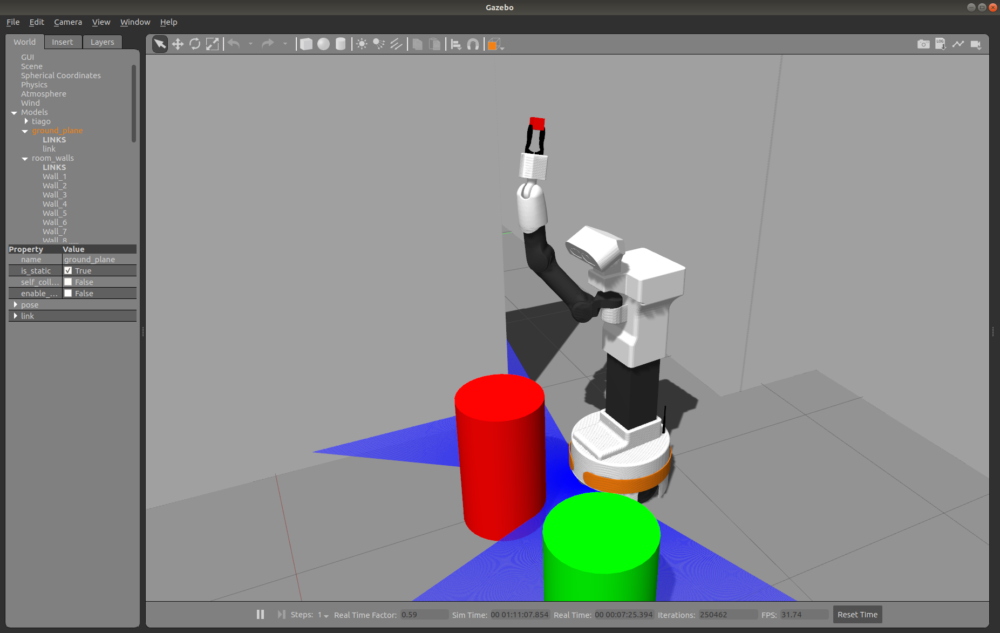 Gazebo
File Edit Camera View Window Help
World Insert Layers
GUI
Scene
Spherical Coordinates
Physics
Atmosphere
Wind
Models
tiago
ground_plane
LINKS
link
room_walls
LINKS
Wall_1
Wall_2
Wall_3
Wall_4
Wall_5
Wall_6
Wall_7
Wall_8
Property Value
name ground_plane
is_static True
self_coll... False
enable_... False
pose
link
LOG
Steps: 1 Real Time Factor: 0.59 Sim Time: 00 01:11:07.854 Real Time: 00 00:07:25.394 Iterations: 250462 FPS: 31.74 Reset Time